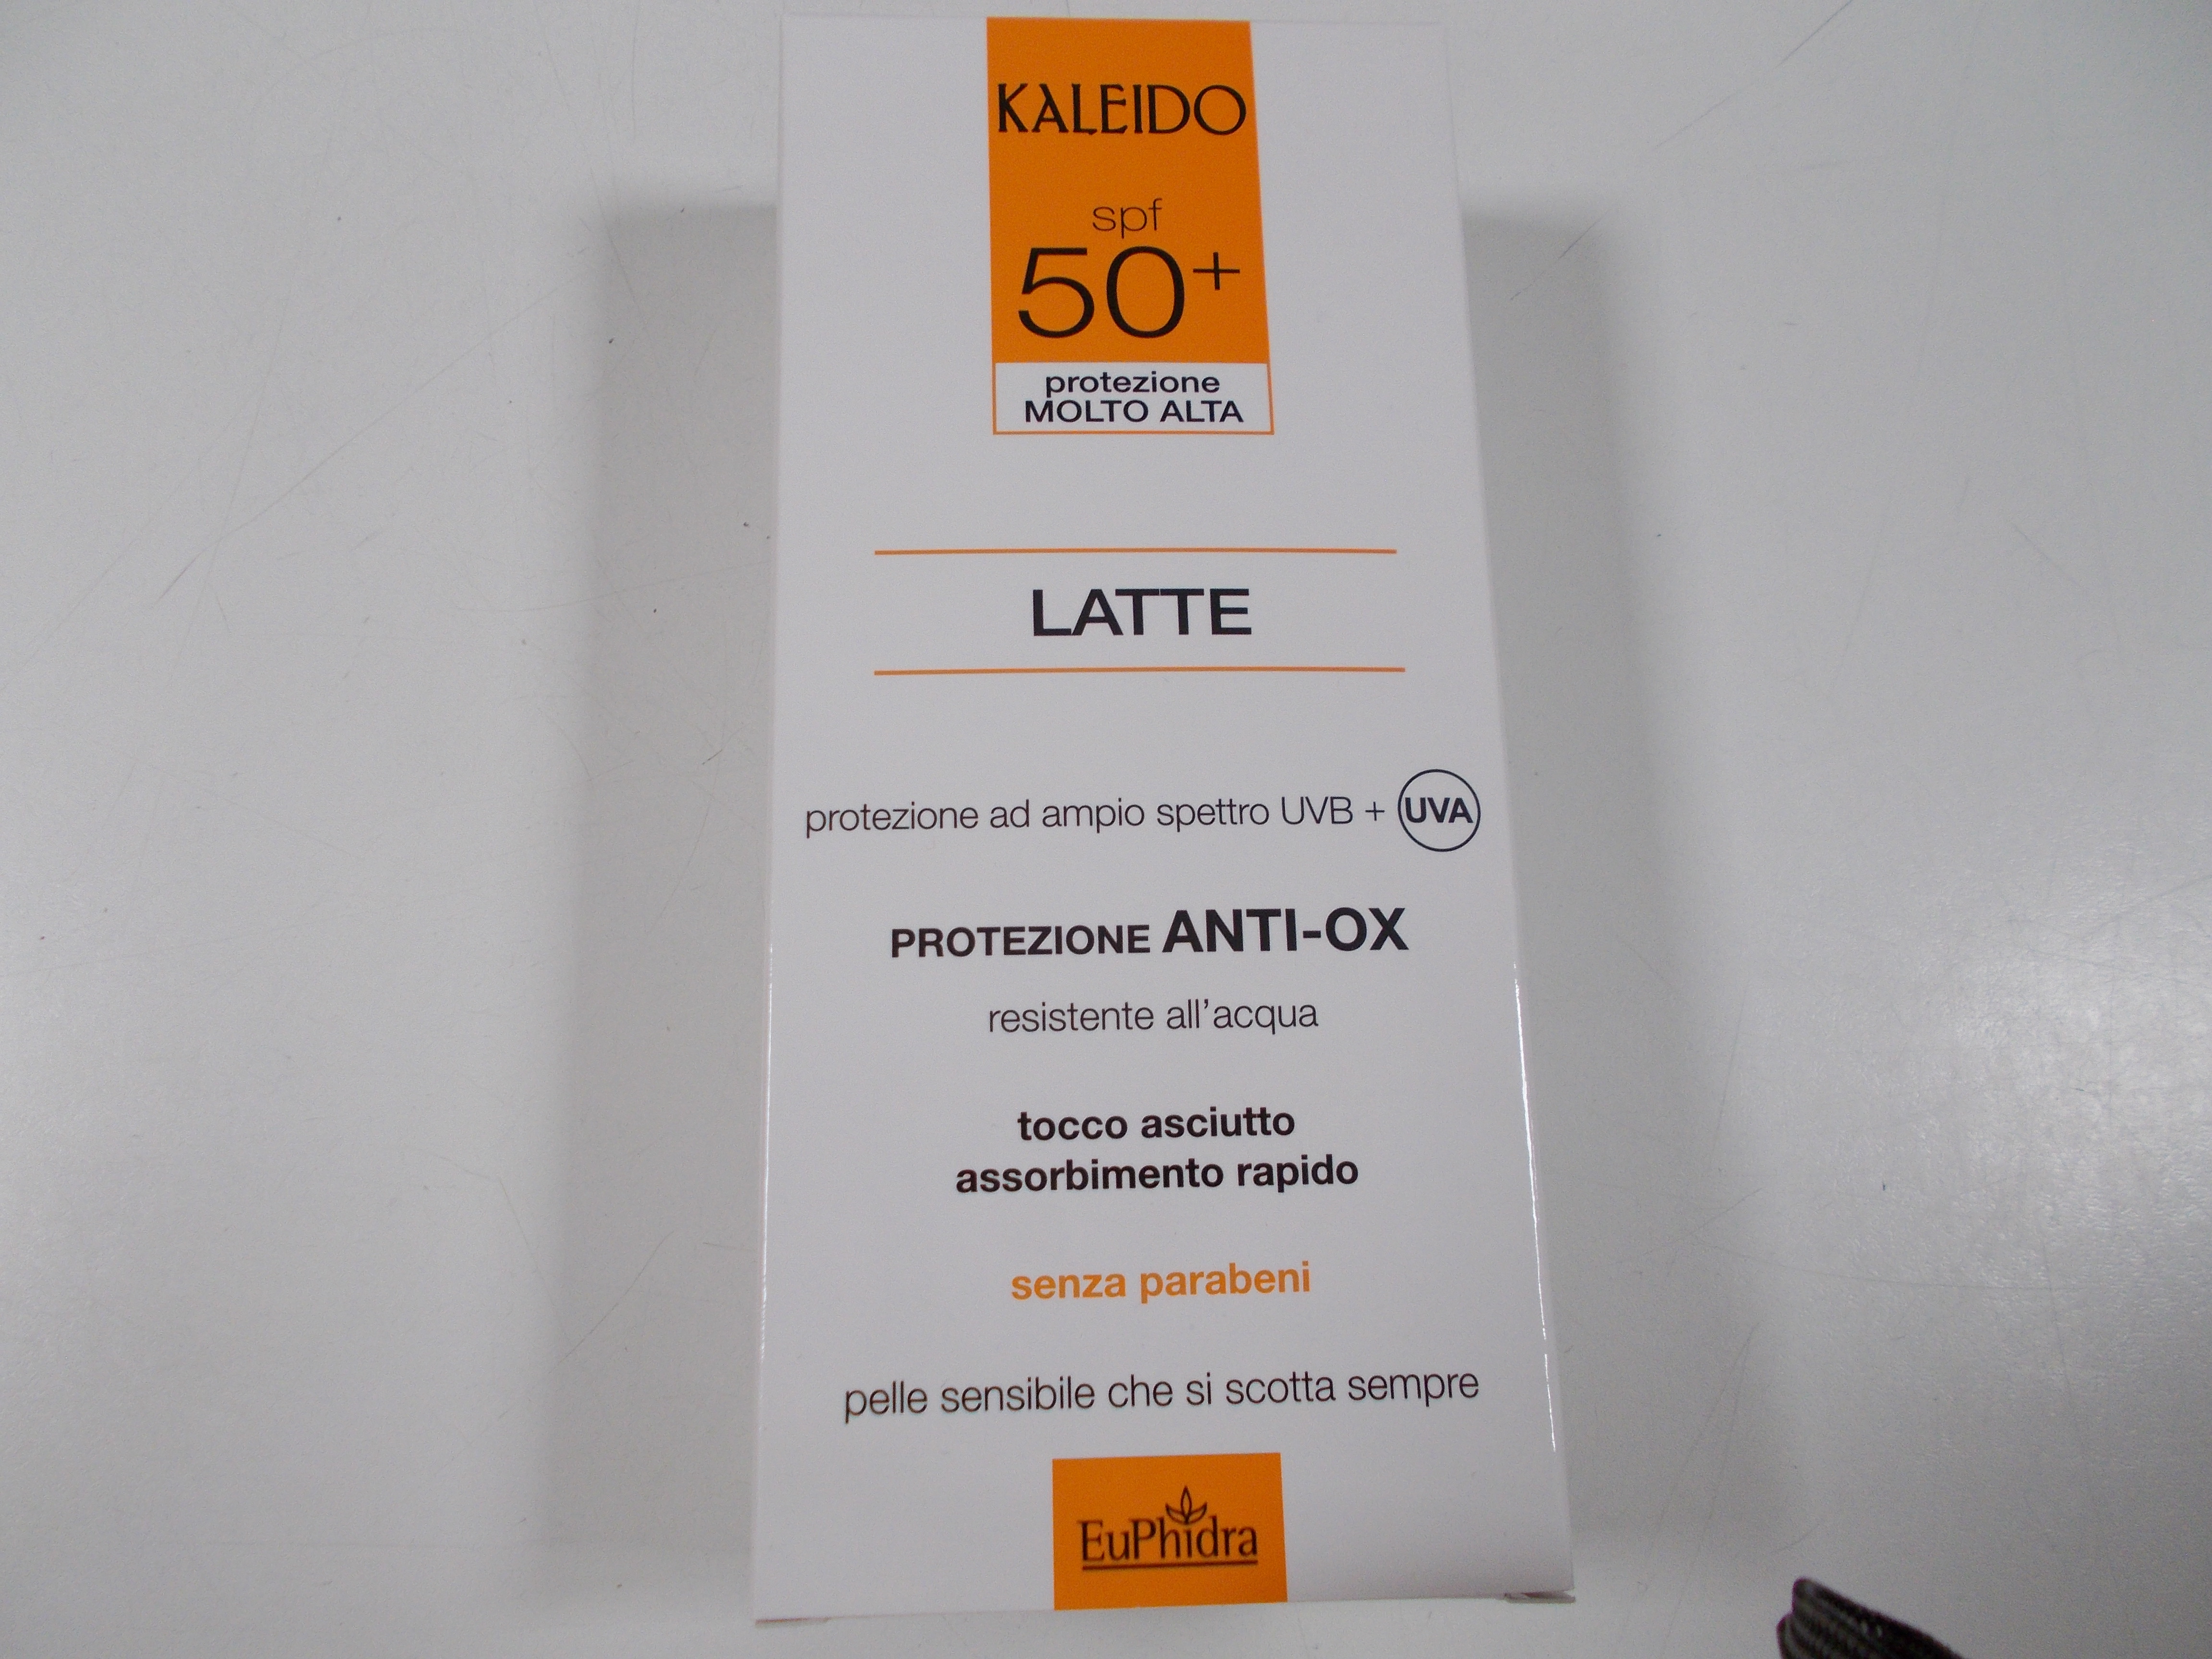 KALEIDO
spf
50+
protezione
MOLTO ALTA
LATTE
protezione ad ampio spettro UVB + UVA
PROTEZIONE ANTI-OX
resistente all'acqua
tocco asciutto
assorbimento rapido
senza parabeni
pelle sensibile che si scotta sempre
EuPhidra